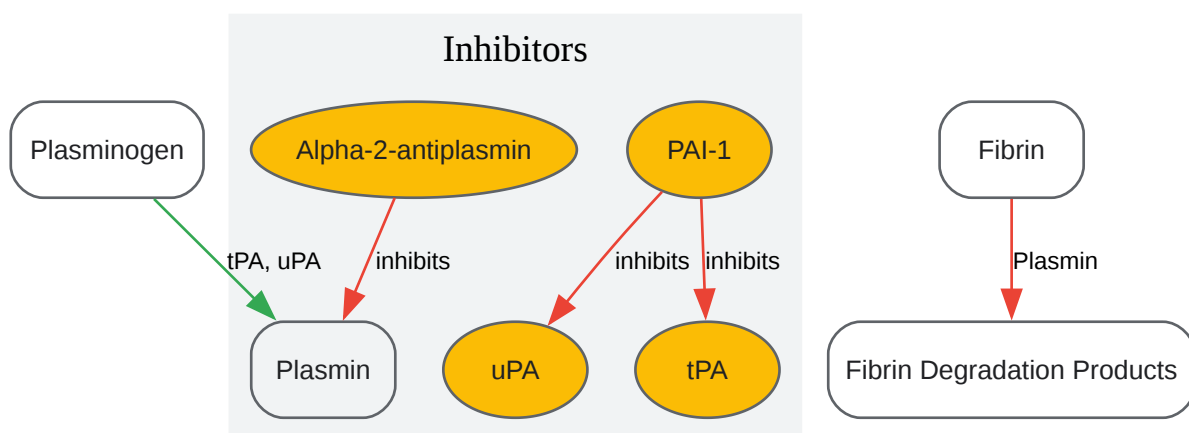 Inhibitors
Plasminogen
Alpha-2-antiplasmin
PAI-1
Fibrin
tPA, uPA
inhibits
inhibits
inhibits
Plasmin
Plasmin
uPA
tPA
Fibrin Degradation Products